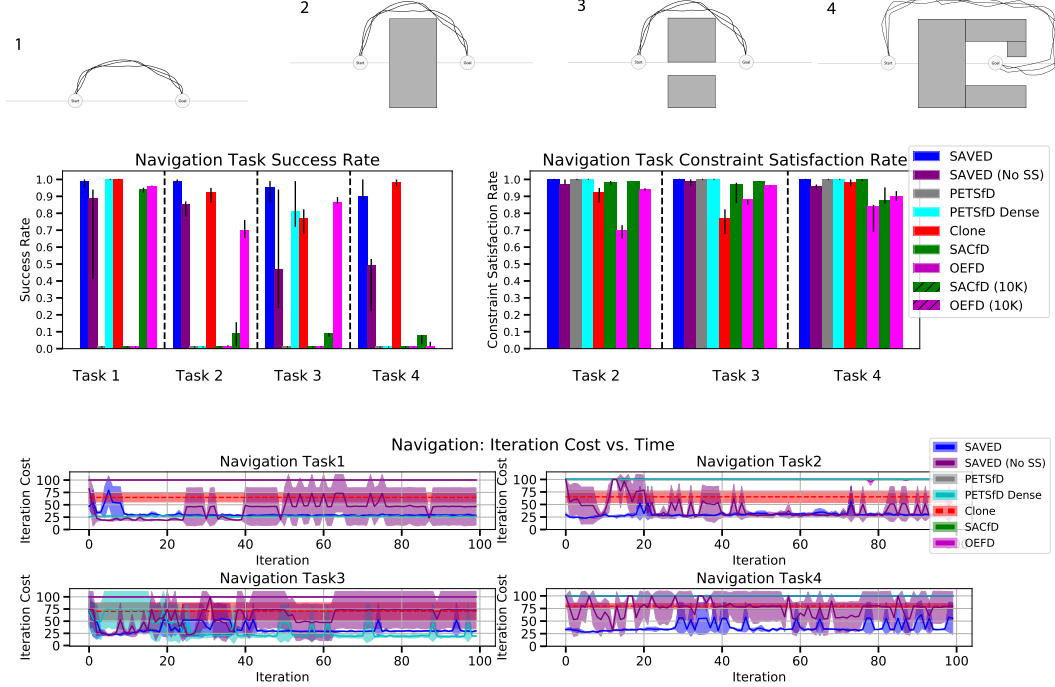 1
2
3
4
Start
Goal
Start
Goal
Start
Goal
Start
Goal
Navigation Task Success Rate
Success Rate
1.0
0.9
0.8
0.7
0.6
0.5
0.4
0.3
0.2
0.1
0.0
Task 1
Task 2
Task 3
Task 4
Navigation Task Constraint Satisfaction Rate
Constraint Satisfaction Rate
1.0
0.9
0.8
0.7
0.6
0.5
0.4
0.3
0.2
0.1
0.0
Task 2
Task 3
Task 4
SAVED
SAVED (No SS)
PETSfD
PETSfD Dense
Clone
SACfD
OEFD
SACfD (10K)
OEFD (10K)
Navigation: Iteration Cost vs. Time
Navigation Task1
Iteration Cost
100
75
50
25
0
0
20
40
60
80
100
Iteration
Navigation Task2
Iteration Cost
100
75
50
25
0
0
20
40
60
80
Iteration
SAVED
SAVED (No SS)
PETSfD
PETSfD Dense
Clone
SACfD
OEFD
Navigation Task3
Iteration Cost
100
75
50
25
0
0
20
40
60
80
100
Iteration
Navigation Task4
Iteration Cost
100
75
50
25
0
0
20
40
60
80
100
Iteration